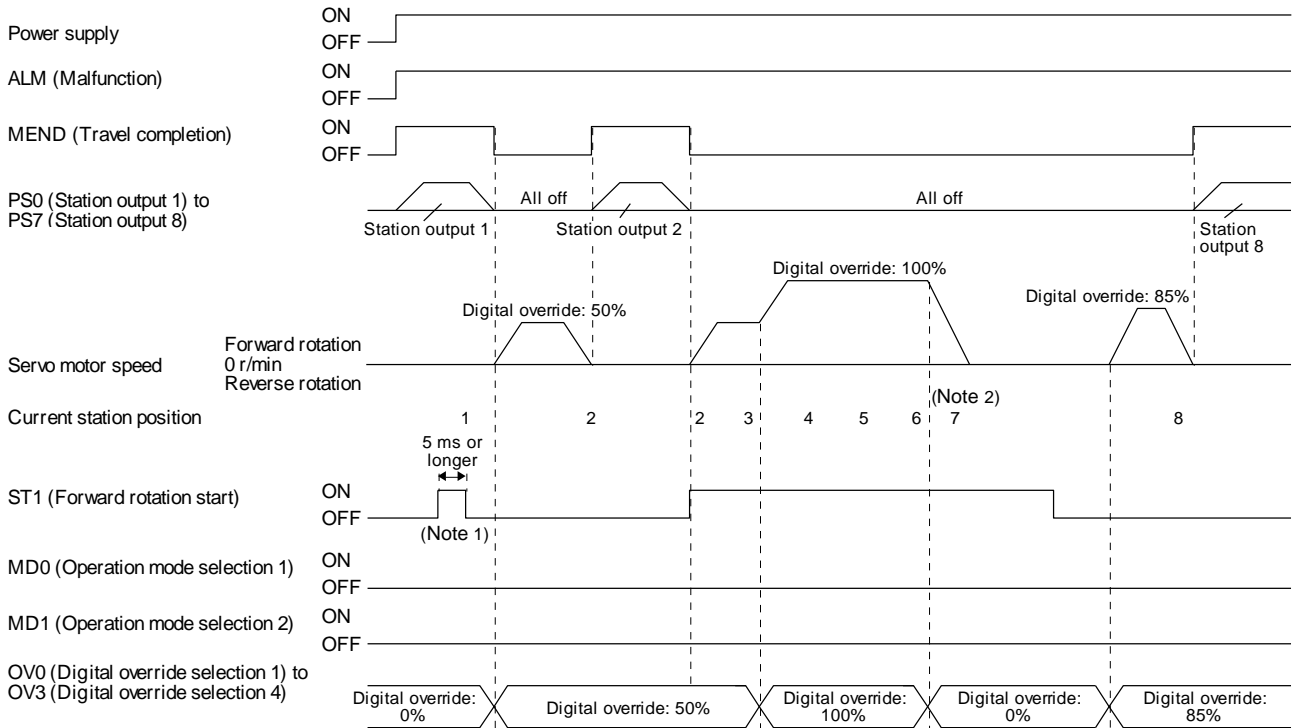 Power supply
ON
OFF
ALM (Malfunction)
ON
OFF
MEND (Travel completion)
ON
OFF
PS0 (Station output 1) to
PS7 (Station output 8)
All off
All off
Station output 1
Station output 2
Station
output 8
Digital override: 100%
Digital override: 50%
Digital override: 85%
Servo motor speed
Forward rotation
0 r/min
Reverse rotation
(Note 2)
Current station position
1
2
2
3
4
5
6
7
8
5 ms or
longer
ST1 (Forward rotation start)
ON
OFF
(Note 1)
MD0 (Operation mode selection 1)
ON
OFF
MD1 (Operation mode selection 2)
ON
OFF
OV0 (Digital override selection 1) to
OV3 (Digital override selection 4)
Digital override:
0%
Digital override: 50%
Digital override:
100%
Digital override:
0%
Digital override:
85%